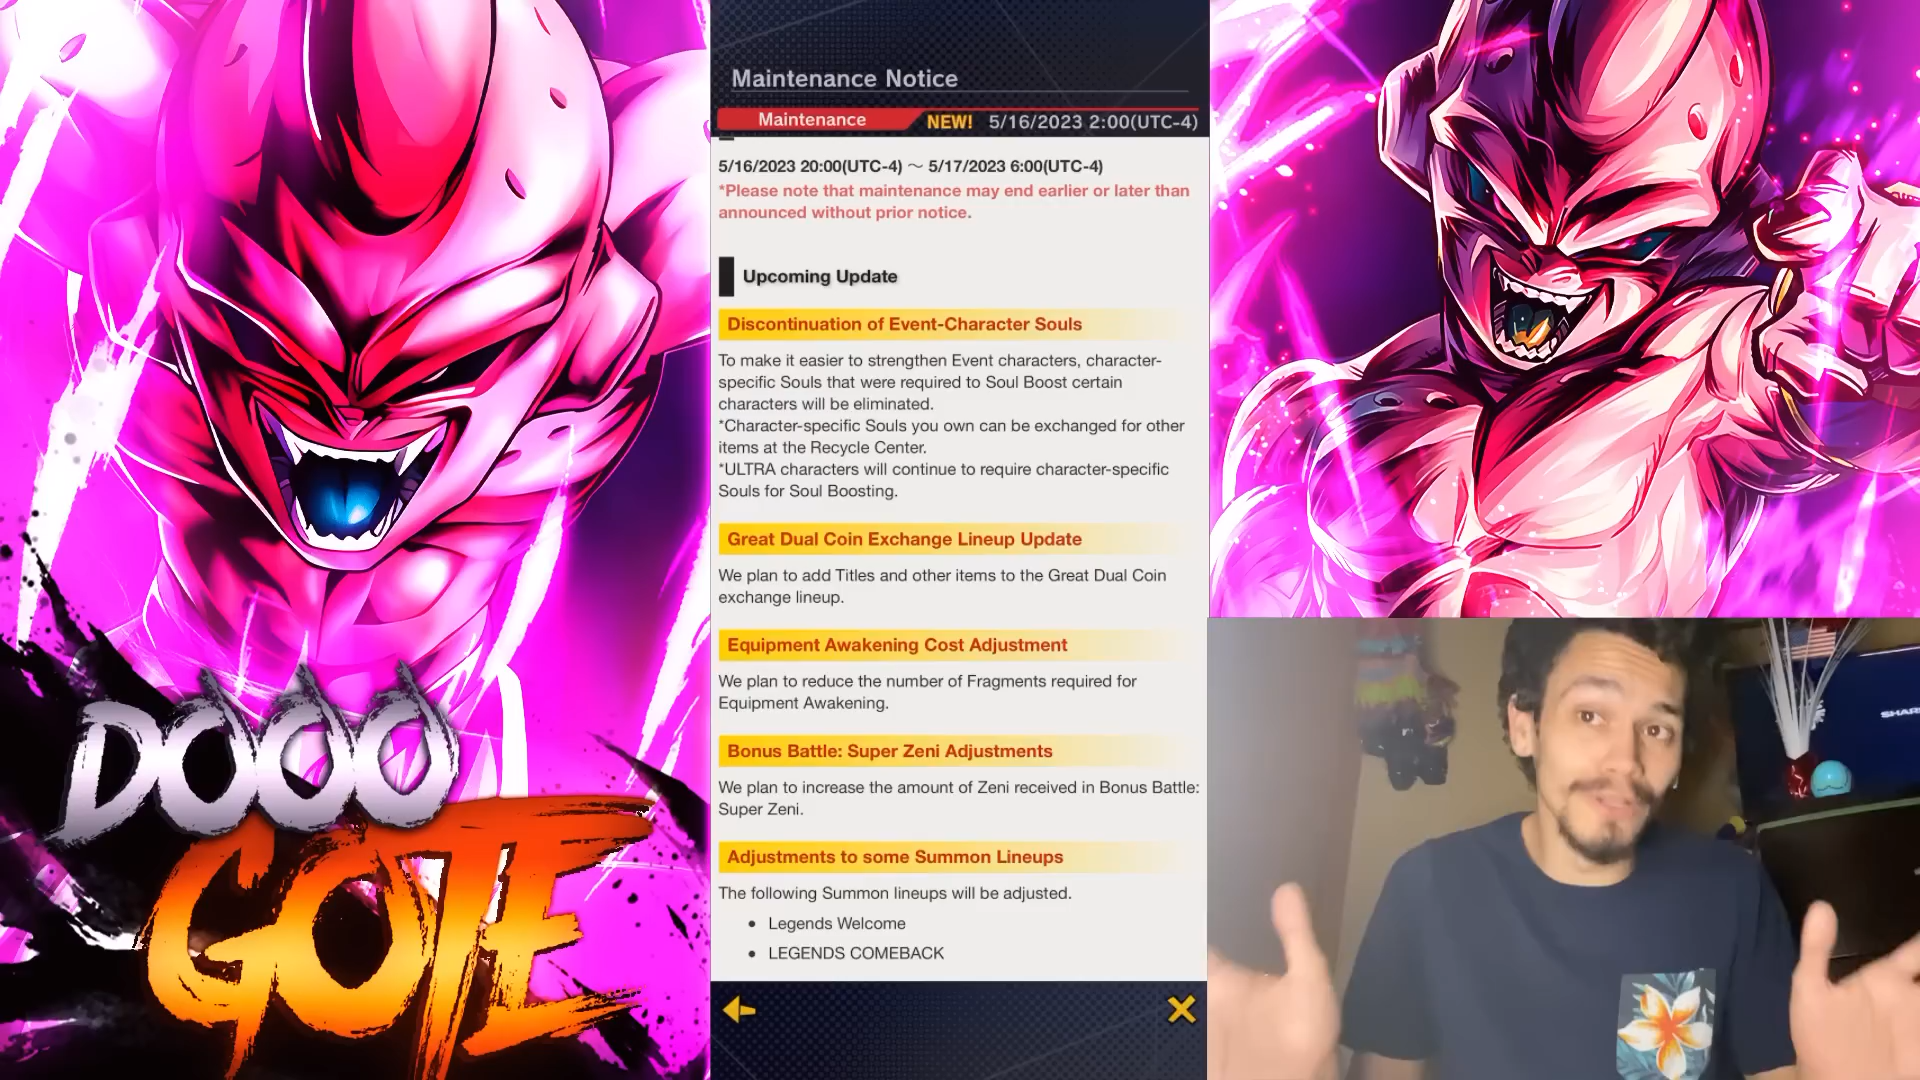 Maintenance Notice
Maintenance NEW! 5/16/2023 2:00(UTC-4)
5/16/2023 20:00(UTC-4) ～ 5/17/2023 6:00(UTC-4)
*Please note that maintenance may end earlier or later than
announced without prior notice.
Upcoming Update
Discontinuation of Event-Character Souls
To make it easier to strengthen Event characters, character-
specific Souls that were required to Soul Boost certain
characters will be eliminated.
*Character-specific Souls you own can be exchanged for other
items at the Recycle Center.
*ULTRA characters will continue to require character-specific
Souls for Soul Boosting.
Great Dual Coin Exchange Lineup Update
We plan to add Titles and other items to the Great Dual Coin
exchange lineup.
Equipment Awakening Cost Adjustment
We plan to reduce the number of Fragments required for
Equipment Awakening.
Bonus Battle: Super Zeni Adjustments
We plan to increase the amount of Zeni received in Bonus Battle:
Super Zeni.
Adjustments to some Summon Lineups
The following Summon lineups will be adjusted.
• Legends Welcome
• LEGENDS COMEBACK
DOOO
GOTE
SHAR